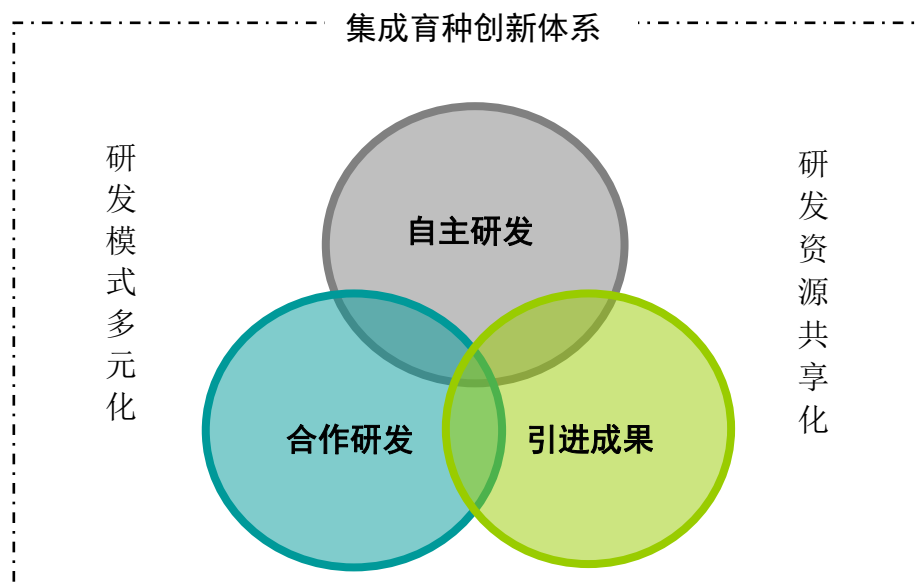 集成育种创新体系
研发模式多元化
研发资源共享化
自主研发
合作研发
引进成果